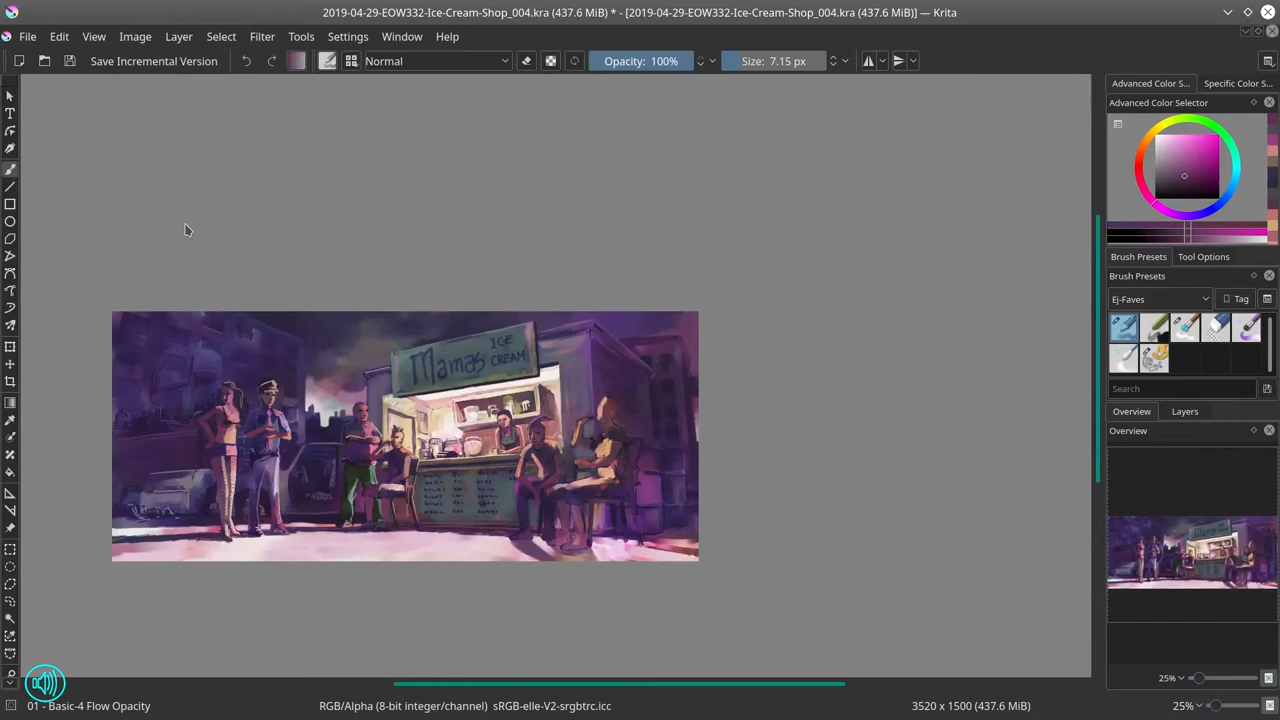 2019-04-29-EOW332-Ice-Cream-Shop_004.kra (437.6 MiB) * - [2019-04-29-EOW332-Ice-Cream-Shop_004.kra (437.6 MiB)] — Krita
File Edit View Image Layer Select Filter Tools Settings Window Help
Save Incremental Version Normal Opacity: 100% Size: 7.15 px
Advanced Color S... Specific Color S...
Advanced Color Selector
Brush Presets Tool Options
Brush Presets
Ej-Faves Tag
Search
Overview Layers
Overview
ICE
Mamas CREAM
25%
01 - Basic-4 Flow Opacity RGB/Alpha (8-bit integer/channel) sRGB-elle-V2-srgbtrc.icc 3520 x 1500 (437.6 MiB) 25%